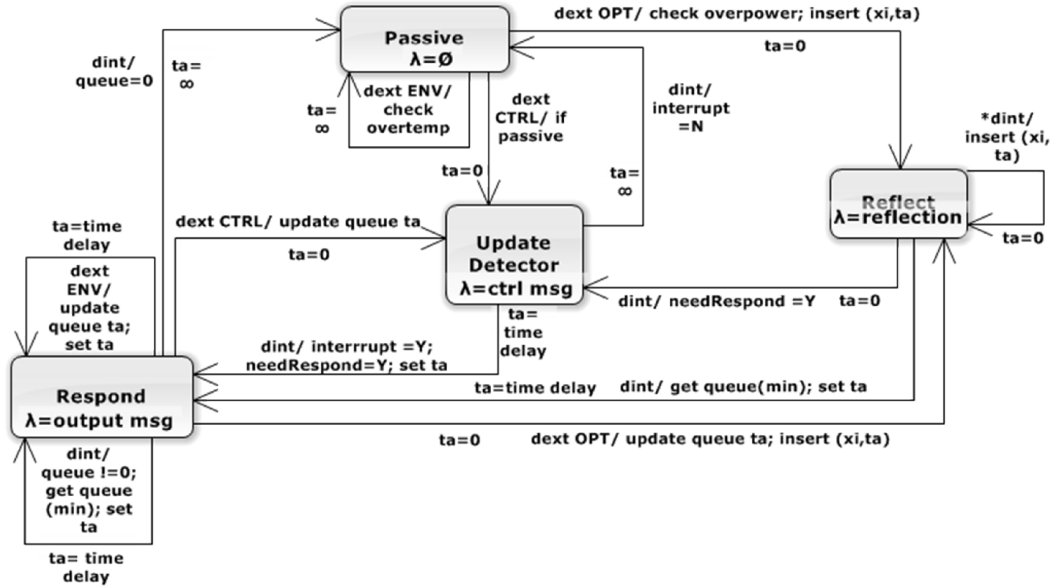 dext OPT/ check overpower; insert (xi,ta)
ta=0
Passive
λ=Ø
dint/
queue=0
ta=
∞
ta=
∞
dext ENV/
check
overtemp
dext
CTRL/ if
passive
ta=0
dint/
interrupt
=N
ta=
∞
*dint/
insert (xi,
ta)
Reflect
λ=reflection
ta=0
dext CTRL/ update queue ta
ta=0
Update
Detector
λ=ctrl msg
ta=time
delay
dext
ENV/
update
queue ta;
set ta
dint/ needRespond =Y
ta=0
ta=
time
delay
dint/ interrrupt =Y;
needRespond=Y; set ta
ta=time delay
dint/ get queue(min); set ta
Respond
λ=output msg
ta=0
dext OPT/ update queue ta; insert (xi,ta)
dint/
queue !=0;
get queue
(min); set
ta
ta= time
delay